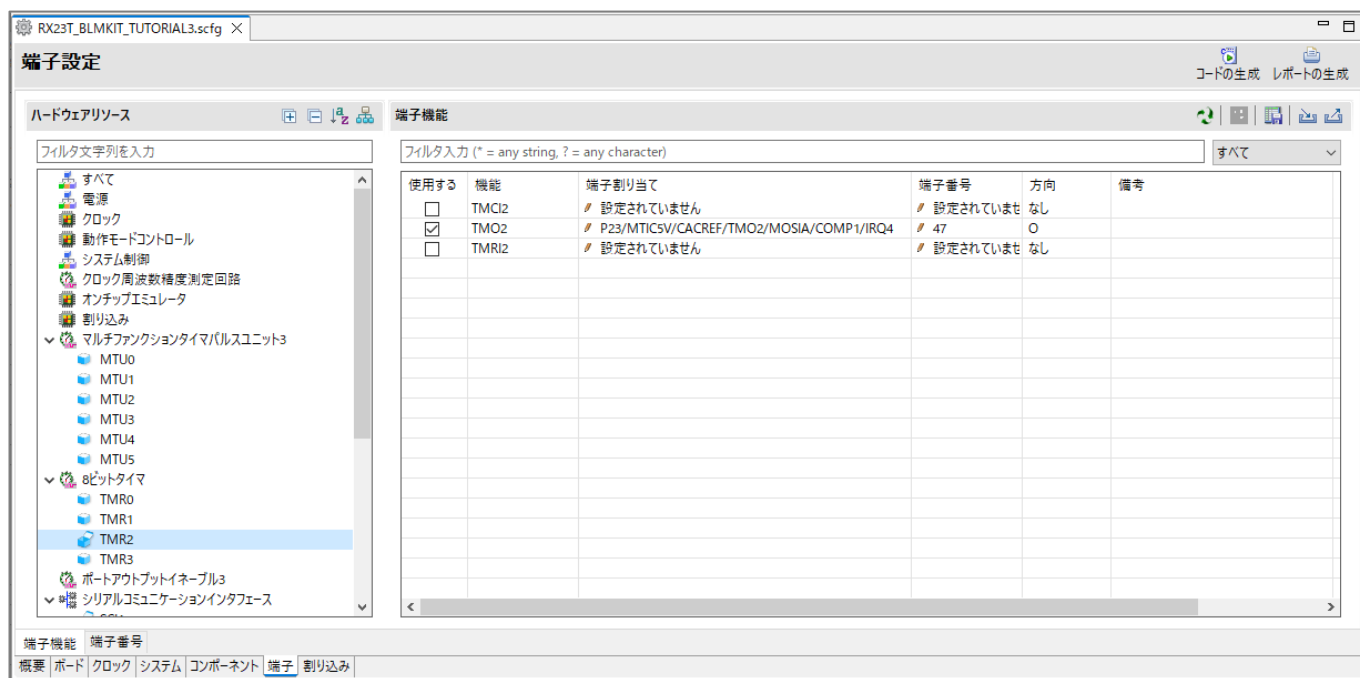 RX23T_BLMKIT_TUTORIAL3.scfg
端子設定
コードの生成 レポートの生成
ハードウェアリソース
端子機能
フィルタ文字列を入力
フィルタ入力 (* = any string, ? = any character)
すべて
すべて
電源
クロック
動作モードコントロール
システム制御
クロック周波数精度測定回路
オンチップエミュレータ
割り込み
マルチファンクションタイマパルスユニット3
MTU0
MTU1
MTU2
MTU3
MTU4
MTU5
8ビットタイマ
TMR0
TMR1
TMR2
TMR3
ポートアウトプットイネーブル3
シリアルコミュニケーションインタフェース
使用する 機能 端子割り当て 端子番号 方向 備考
TMCI2 設定されていません 設定されていませ なし
TMO2 P23/MTIC5V/CACREF/TMO2/MOSIA/COMP1/IRQ4 47 O
TMRI2 設定されていません 設定されていませ なし
端子機能 端子番号
概要 ボード クロック システム コンポーネント 端子 割り込み